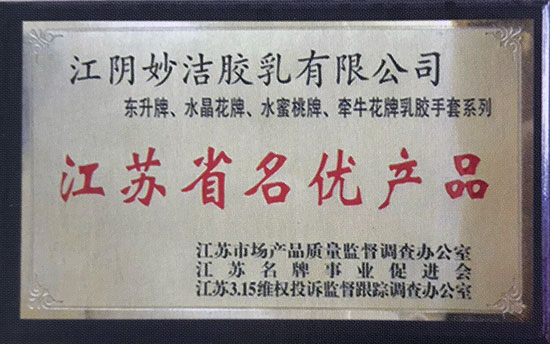 江阴妙洁胶乳有限公司
东升牌、水晶花牌、水蜜桃牌、牵牛花牌乳胶手套系列
江苏省名优产品
江苏市场产品质量监督调查办公室
江苏名牌事业促进会
江苏3.15维权投诉监督跟踪调查办公室